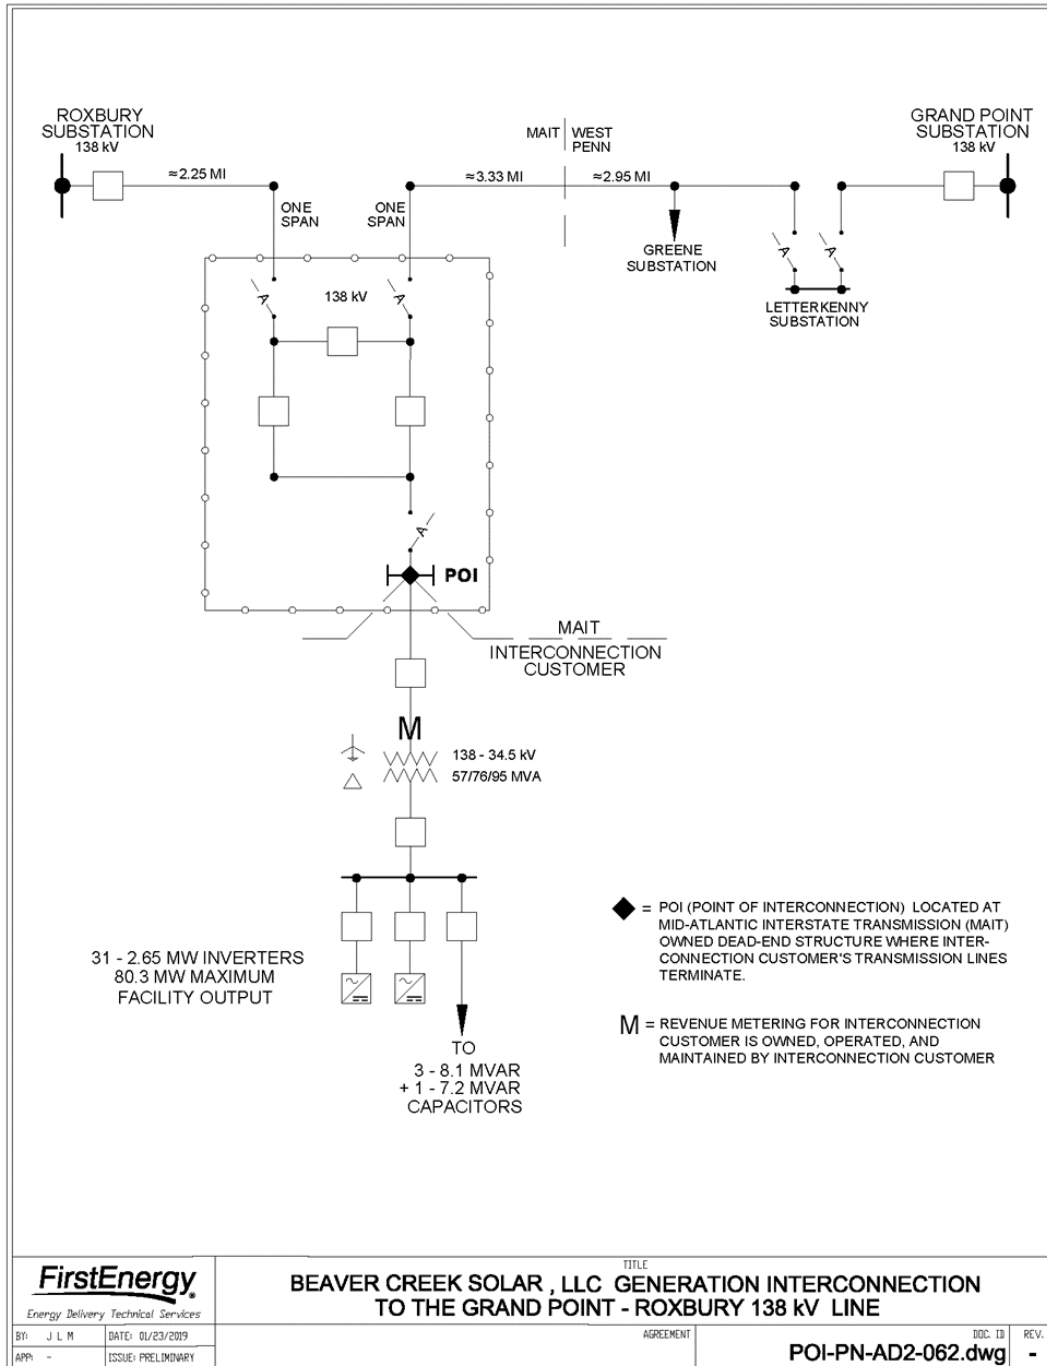 ROXBURY
SUBSTATION
138 kV
≈2.25 MI
ONE
SPAN
ONE
SPAN
≈3.33 MI
MAIT
WEST
PENN
≈2.95 MI
GREENE
SUBSTATION
A
A
LETTERKENNY
SUBSTATION
GRAND POINT
SUBSTATION
138 kV
A
138 kV
A
A
POI
MAIT
INTERCONNECTION
CUSTOMER
M
138 - 34.5 kV
57/76/95 MVA
31 - 2.65 MW INVERTERS
80.3 MW MAXIMUM
FACILITY OUTPUT
TO
3 - 8.1 MVAR
+ 1 - 7.2 MVAR
CAPACITORS
= POI (POINT OF INTERCONNECTION) LOCATED AT
MID-ATLANTIC INTERSTATE TRANSMISSION (MAIT)
OWNED DEAD-END STRUCTURE WHERE INTER-
CONNECTION CUSTOMER'S TRANSMISSION LINES
TERMINATE.
M = REVENUE METERING FOR INTERCONNECTION
CUSTOMER IS OWNED, OPERATED, AND
MAINTAINED BY INTERCONNECTION CUSTOMER
FirstEnergy®
Energy Delivery Technical Services
BY: J L M
DATE: 01/23/2019
APP: -
ISSUE: PRELIMINARY
TITLE
BEAVER CREEK SOLAR , LLC GENERATION INTERCONNECTION
TO THE GRAND POINT - ROXBURY 138 kV LINE
AGREEMENT
DOC. ID
POI-PN-AD2-062.dwg
REV.
-